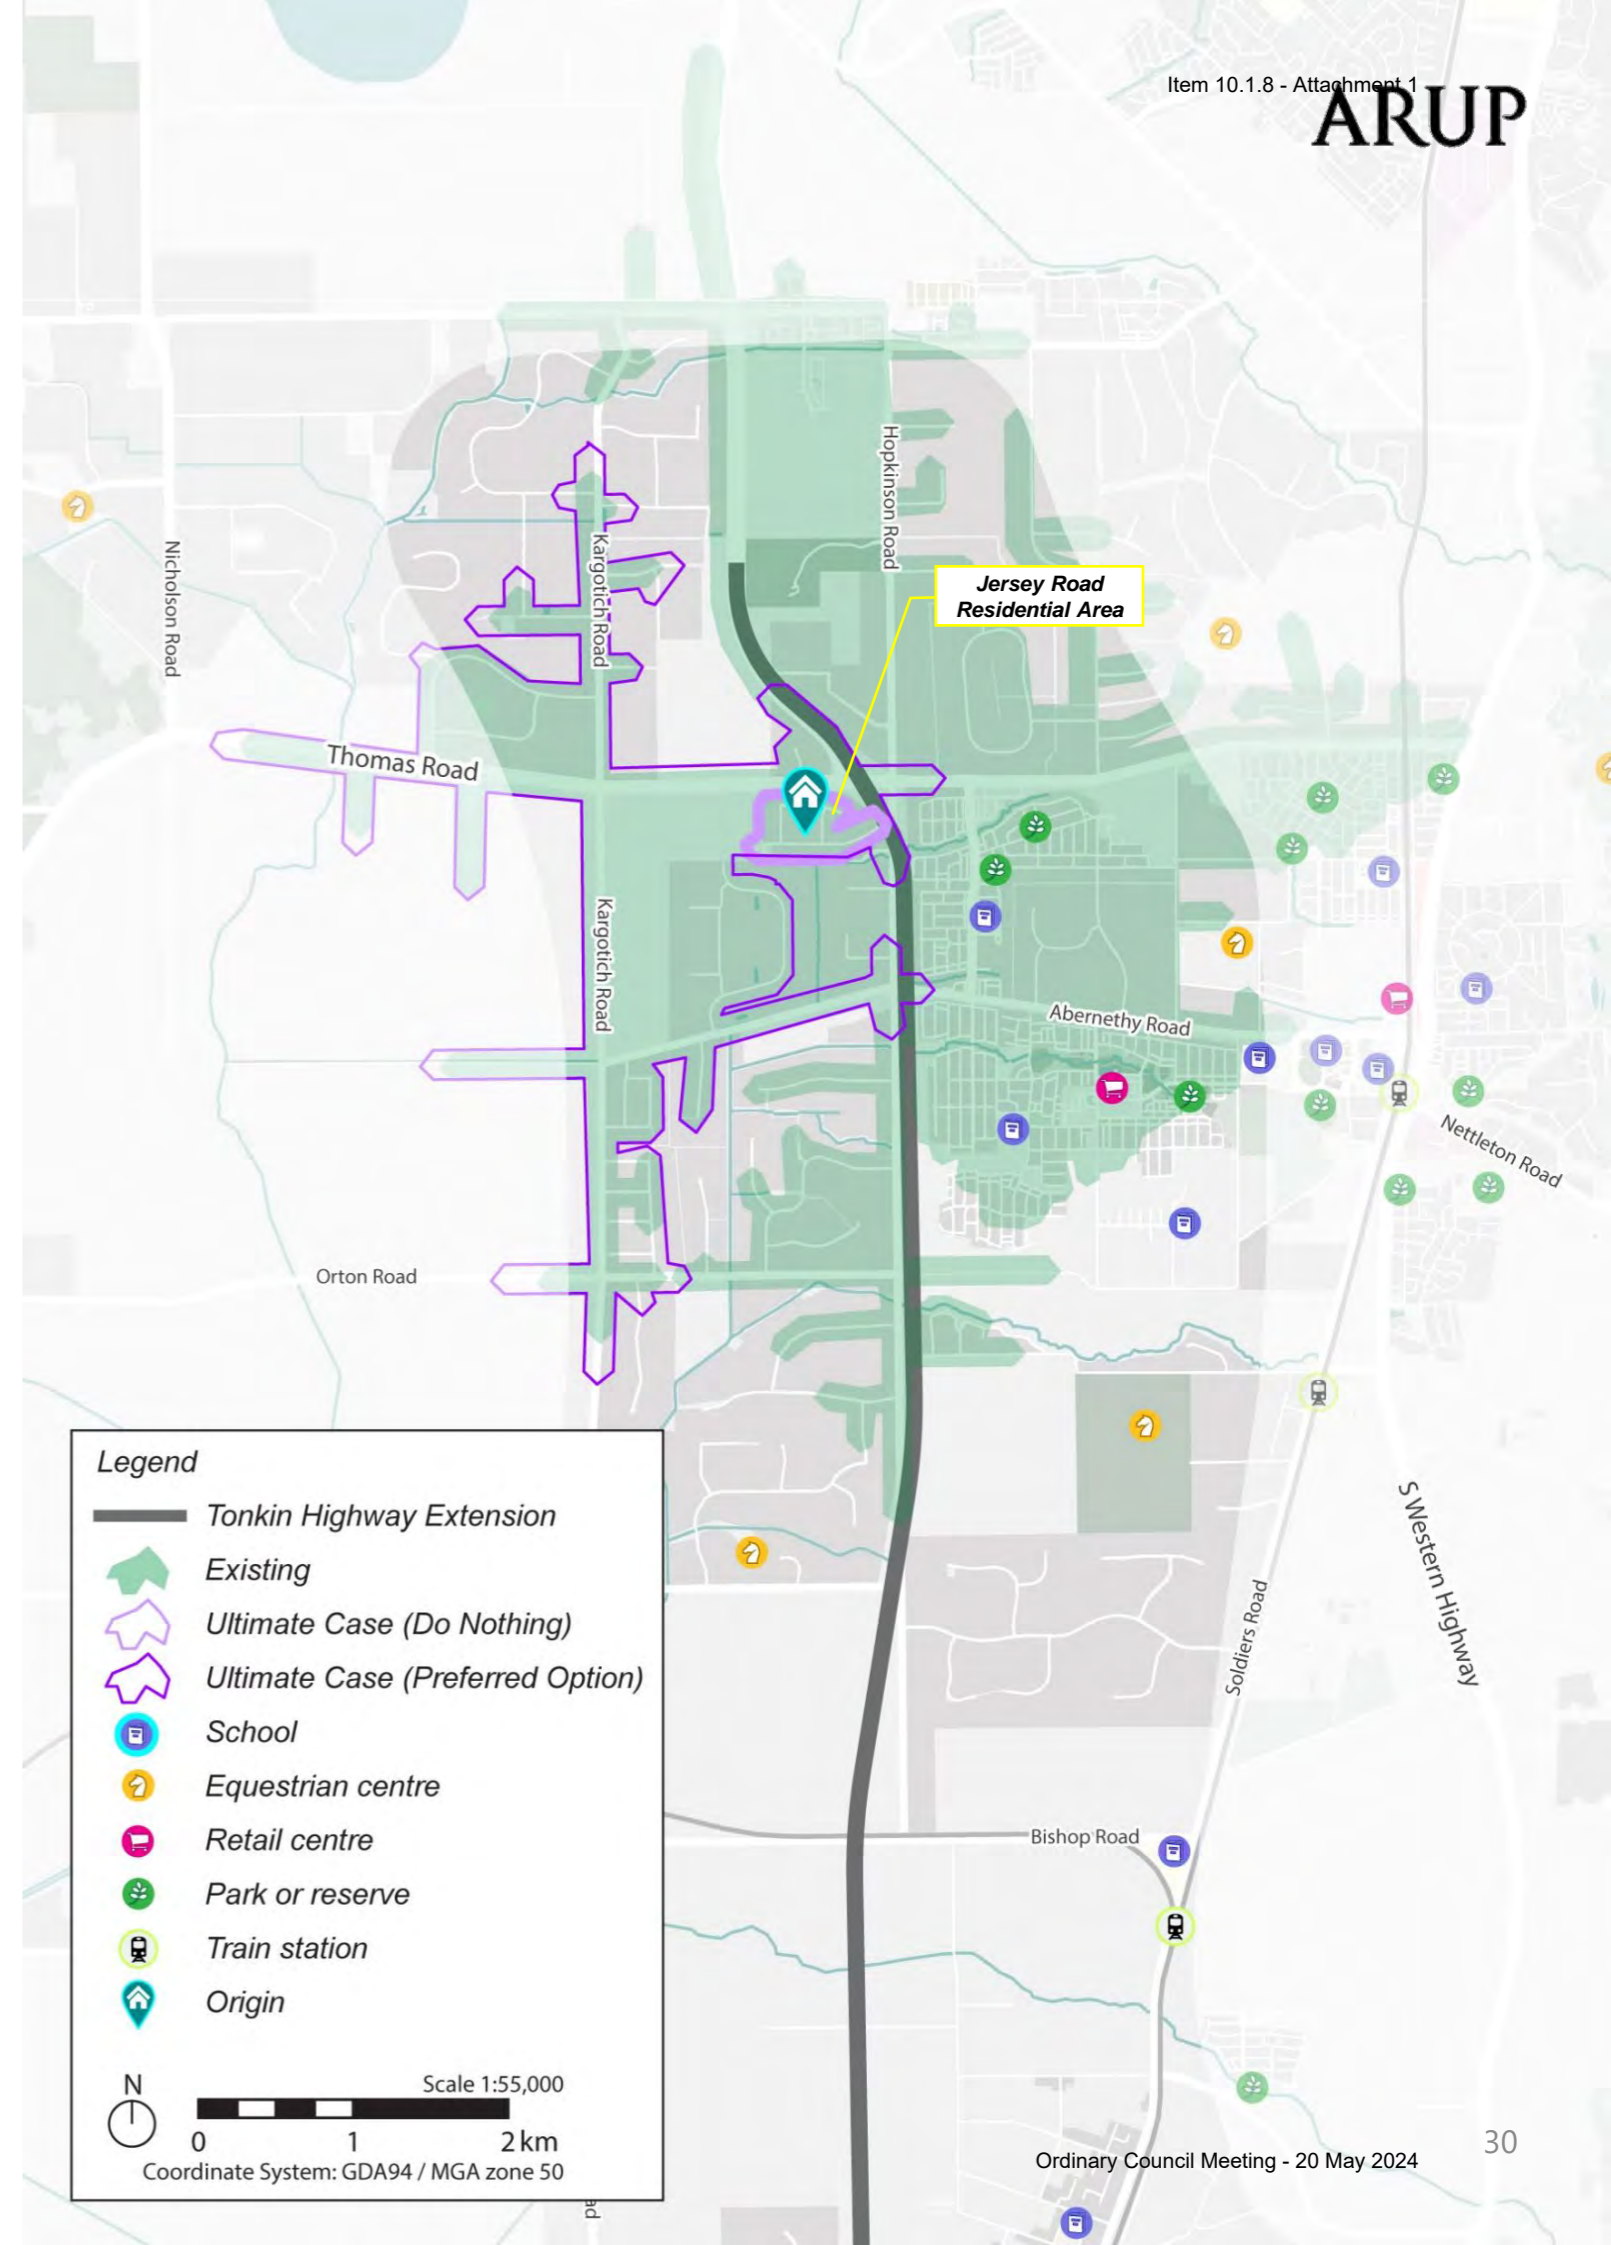 Item 10.1.8 - Attachment 1
ARUP
Hopkinson Road
Jersey Road
Residential Area
Kargotich Road
Nicholson Road
Thomas Road
Kargotich Road
Abernethy Road
Nettleton Road
Orton Road
S Western Highway
Soldiers Road
Bishop Road
Legend
Tonkin Highway Extension
Existing
Ultimate Case (Do Nothing)
Ultimate Case (Preferred Option)
School
Equestrian centre
Retail centre
Park or reserve
Train station
Origin
N
Scale 1:55,000
0 1 2 km
Coordinate System: GDA94 / MGA zone 50
ad
30
Ordinary Council Meeting - 20 May 2024